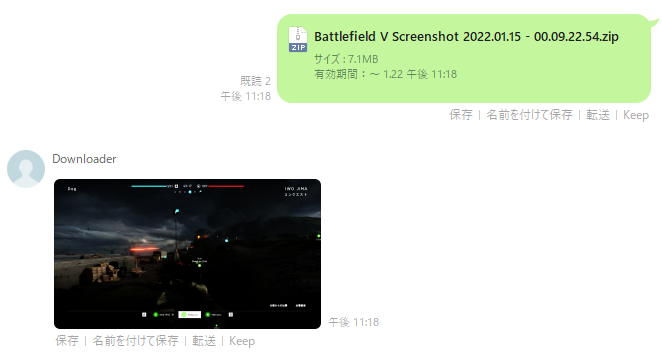 Battlefield V Screenshot 2022.01.15 - 00.09.22.54.zip
ZIP
サイズ : 7.1MB
有効期間：～ 1.22 午後 11:18
既読 2
午後 11:18
保存 | 名前を付けて保存 | 転送 | Keep
Downloader
Dog
IWO JIMA
コンクエスト
午後 11:18
保存 | 名前を付けて保存 | 転送 | Keep